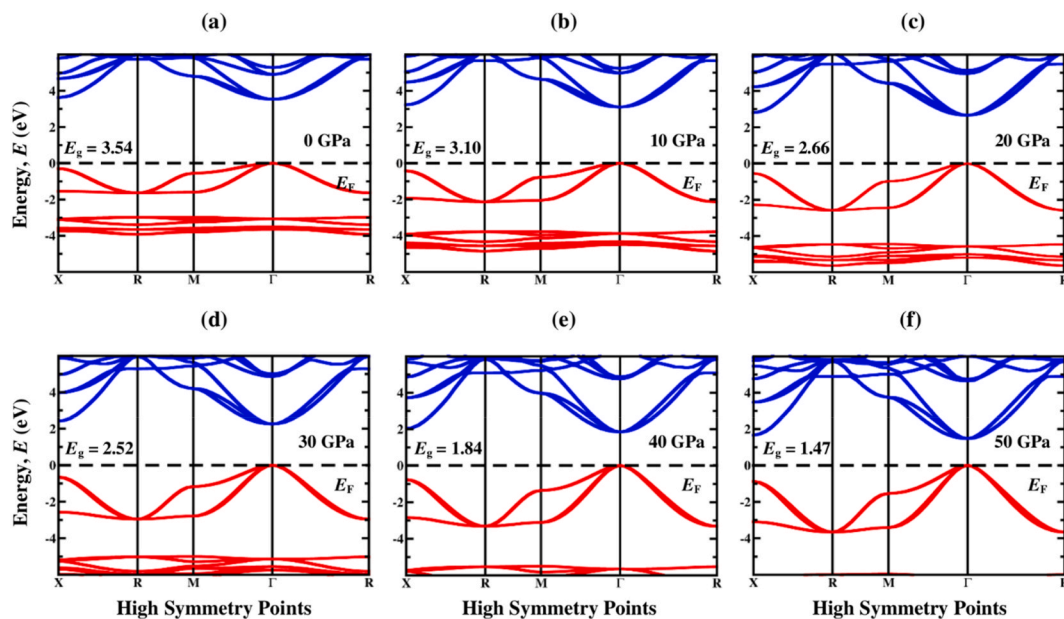 (a) (b) (c)
4
2
0
-2
-4
Energy, E (eV)
E_g = 3.54
0 GPa
E_F
X R M Γ R
4
2
0
-2
-4
E_g = 3.10
10 GPa
E_F
X R M Γ R
4
2
0
-2
-4
E_g = 2.66
20 GPa
E_F
X R M Γ R
(d) (e) (f)
4
2
0
-2
-4
Energy, E (eV)
E_g = 2.52
30 GPa
E_F
X R M Γ R
High Symmetry Points
4
2
0
-2
-4
E_g = 1.84
40 GPa
E_F
X R M Γ R
High Symmetry Points
4
2
0
-2
-4
E_g = 1.47
50 GPa
E_F
X R M Γ R
High Symmetry Points